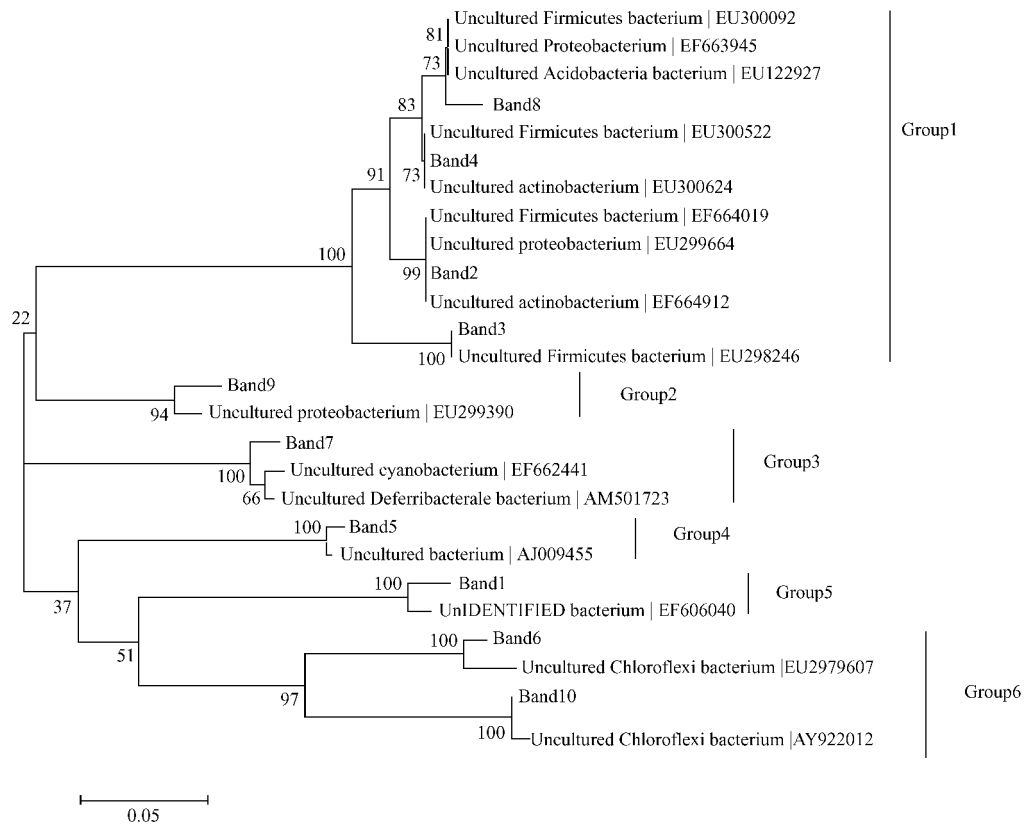 Uncultured Firmicutes bacterium | EU300092
81
Uncultured Proteobacterium | EF663945
73
Uncultured Acidobacteria bacterium | EU122927
83
Band8
Uncultured Firmicutes bacterium | EU300522
Group1
Band4
91
73
Uncultured actinobacterium | EU300624
Uncultured Firmicutes bacterium | EF664019
Uncultured proteobacterium | EU299664
100
99
Band2
Uncultured actinobacterium | EF664912
22
Band3
100
Uncultured Firmicutes bacterium | EU298246
Band9
Group2
94
Uncultured proteobacterium | EU299390
Band7
Group3
100
Uncultured cyanobacterium | EF662441
66
Uncultured Deferribacterale bacterium | AM501723
100
Band5
Group4
Uncultured bacterium | AJ009455
100
Band1
Group5
37
UnIDENTIFIED bacterium | EF606040
100
Band6
51
Uncultured Chloroflexi bacterium |EU2979607
Group6
97
Band10
100
Uncultured Chloroflexi bacterium |AY922012
0.05